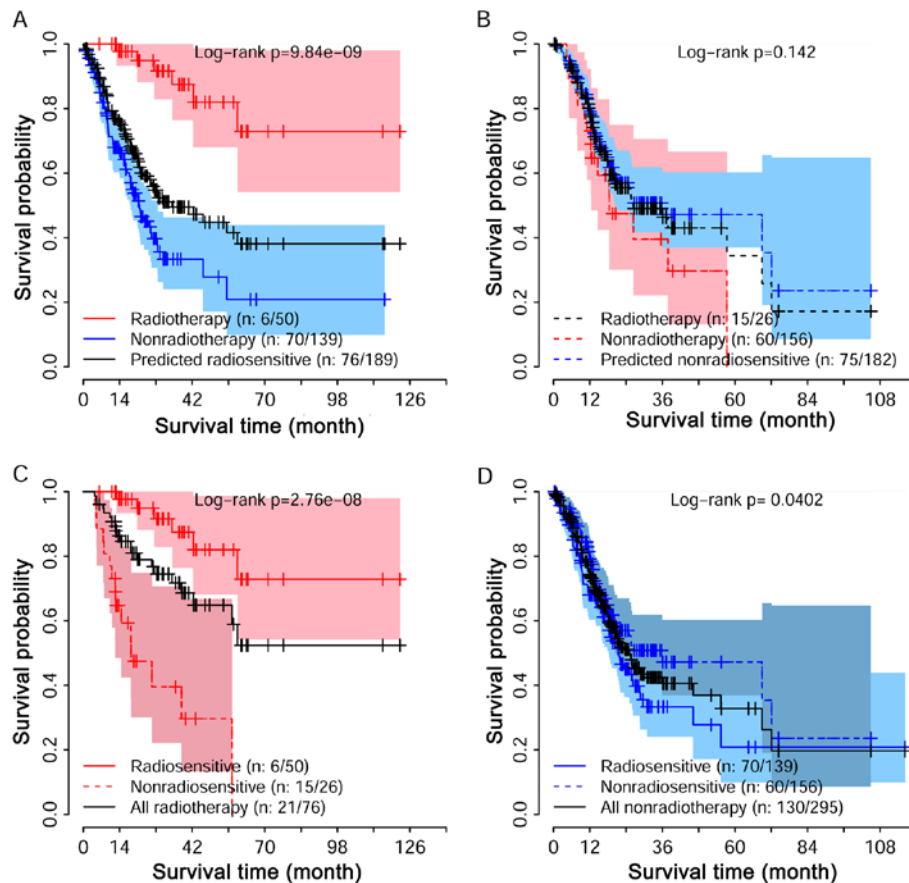 A
Log-rank p=9.84e-09
Survival probability
0.0 0.2 0.4 0.6 0.8 1.0
Radiotherapy (n: 6/50)
Nonradiotherapy (n: 70/139)
Predicted radiosensitive (n: 76/189)
0 14 42 70 98 126
Survival time (month)
B
Log-rank p=0.142
Survival probability
0.0 0.2 0.4 0.6 0.8 1.0
Radiotherapy (n: 15/26)
Nonradiotherapy (n: 60/156)
Predicted nonradiosensitive (n: 75/182)
0 12 36 60 84 108
Survival time (month)
C
Log-rank p=2.76e-08
Survival probability
0.0 0.2 0.4 0.6 0.8 1.0
Radiosensitive (n: 6/50)
Nonradiosensitive (n: 15/26)
All radiotherapy (n: 21/76)
0 14 42 70 98 126
Survival time (month)
D
Log-rank p= 0.0402
Survival probability
0.0 0.2 0.4 0.6 0.8 1.0
Radiosensitive (n: 70/139)
Nonradiosensitive (n: 60/156)
All nonradiotherapy (n: 130/295)
0 12 36 60 84 108
Survival time (month)